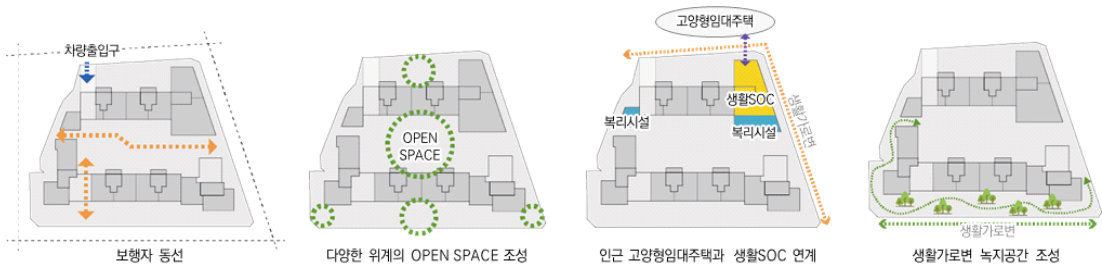 차량출입구
보행자 동선
OPEN
SPACE
다양한 위계의 OPEN SPACE 조성
고양형임대주택
생활SOC
복리시설
복리시설
생활가로변
인근 고양형임대주택과 생활SOC 연계
생활가로변
생활가로변 녹지공간 조성